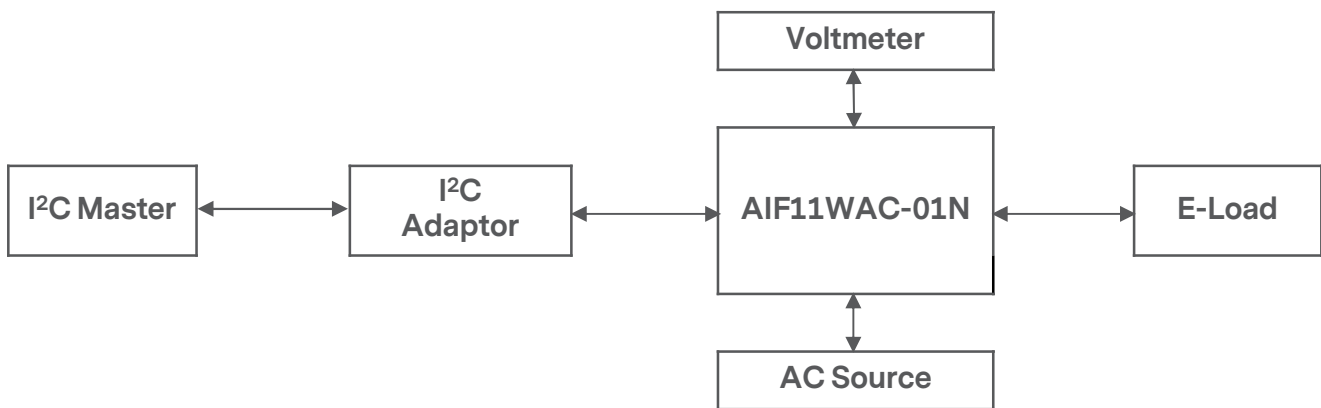 Voltmeter
I²C Master
I²C
Adaptor
AIF11WAC-01N
E-Load
AC Source